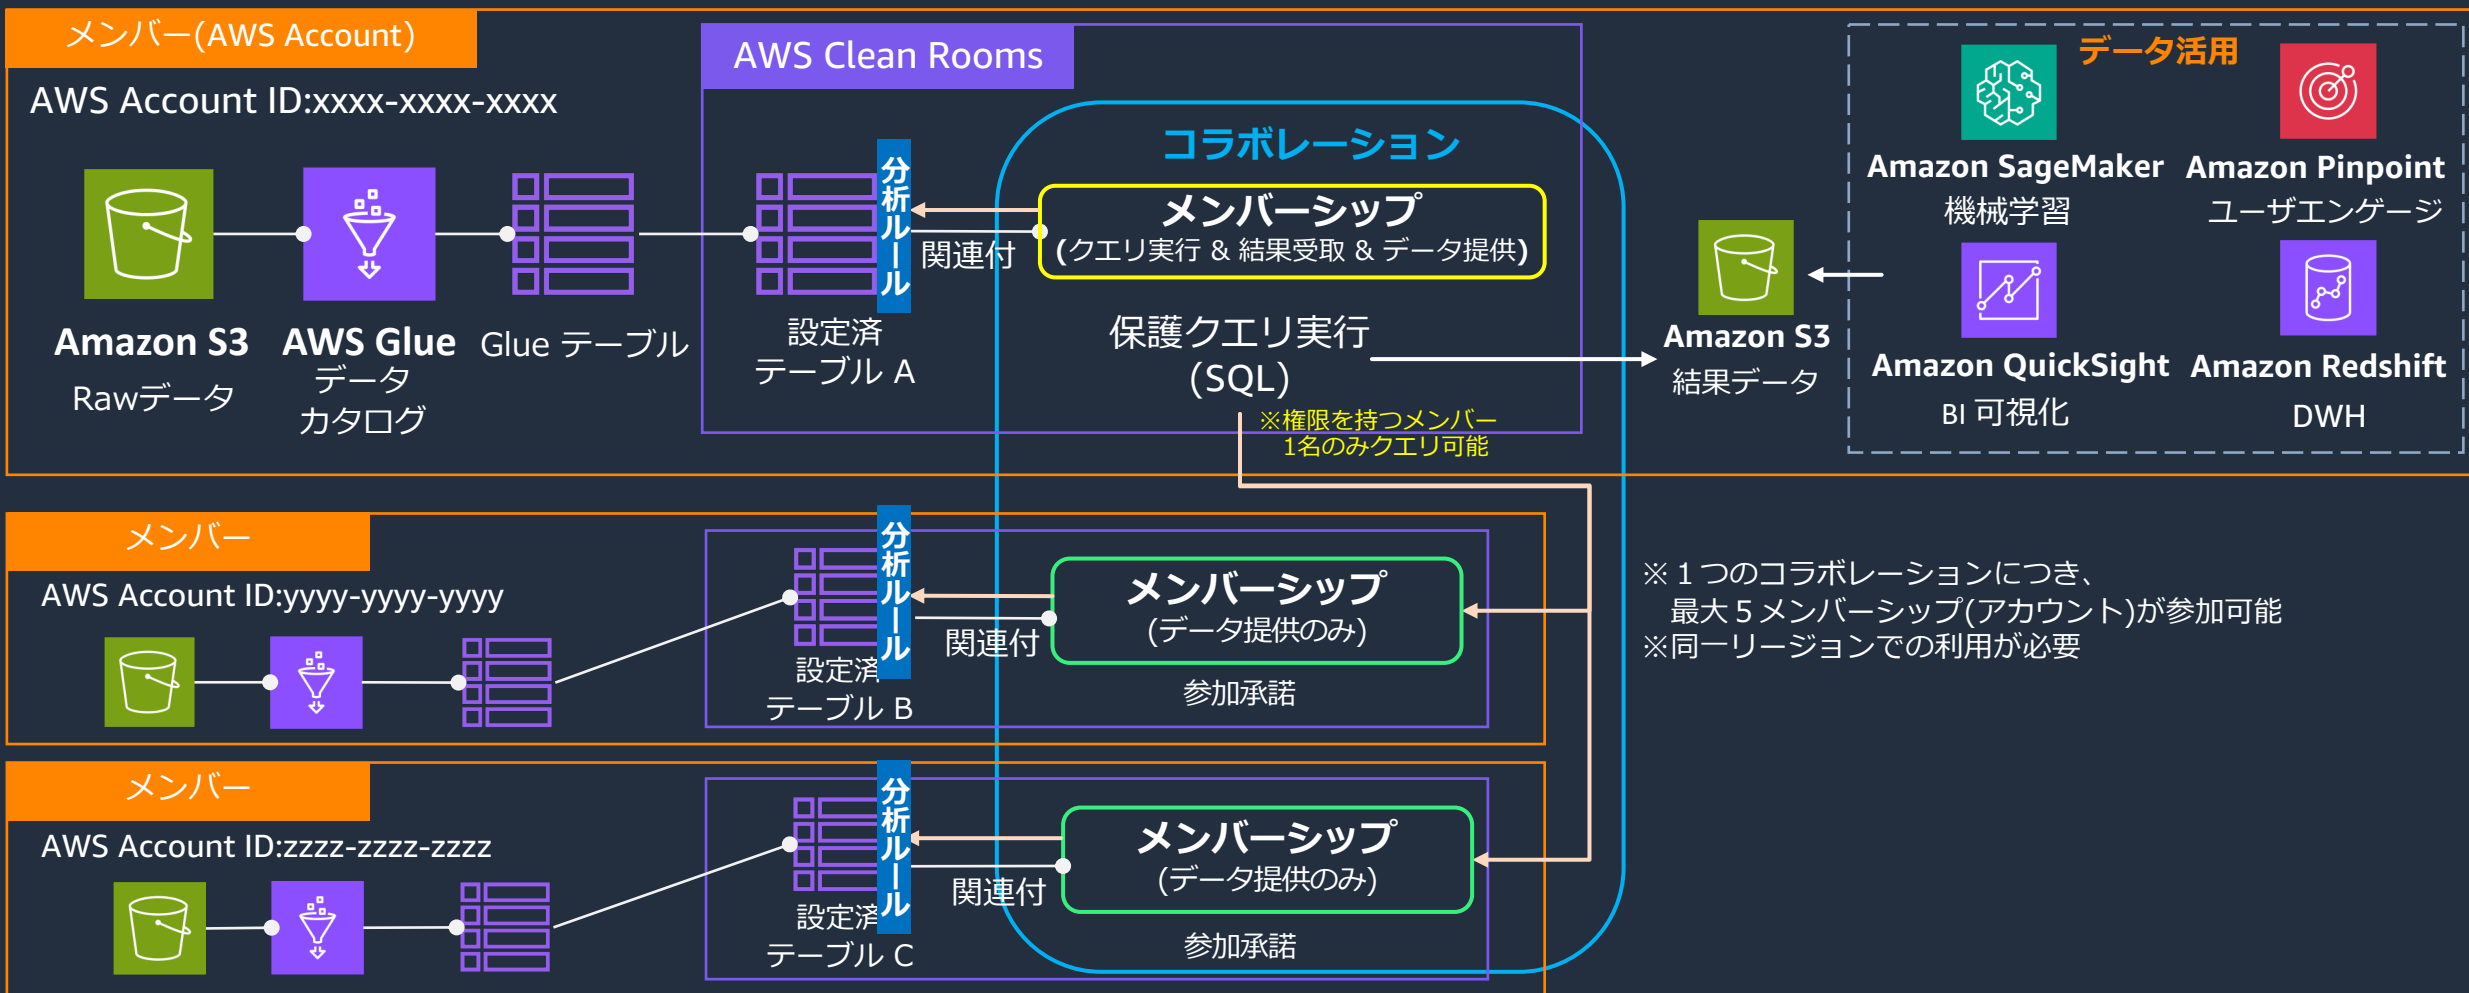 メンバー(AWS Account)
AWS Account ID:xxxx-xxxx-xxxx
Amazon S3
Rawデータ
AWS Glue
データ
カタログ
Glue テーブル
AWS Clean Rooms
設定済
テーブル A
分析ルール
関連付
コラボレーション
メンバーシップ
(クエリ実行 & 結果受取 & データ提供)
保護クエリ実行
(SQL)
※権限を持つメンバー
1名のみクエリ可能
Amazon S3
結果データ
データ活用
Amazon SageMaker
機械学習
Amazon Pinpoint
ユーザエンゲージ
Amazon QuickSight
BI 可視化
Amazon Redshift
DWH
メンバー
AWS Account ID:yyyy-yyyy-yyyy
設定済
テーブル B
分析ルール
関連付
メンバーシップ
(データ提供のみ)
参加承諾
※１つのコラボレーションにつき、
最大５メンバーシップ(アカウント)が参加可能
※同一リージョンでの利用が必要
メンバー
AWS Account ID:zzzz-zzzz-zzzz
設定済
テーブル C
分析ルール
関連付
メンバーシップ
(データ提供のみ)
参加承諾